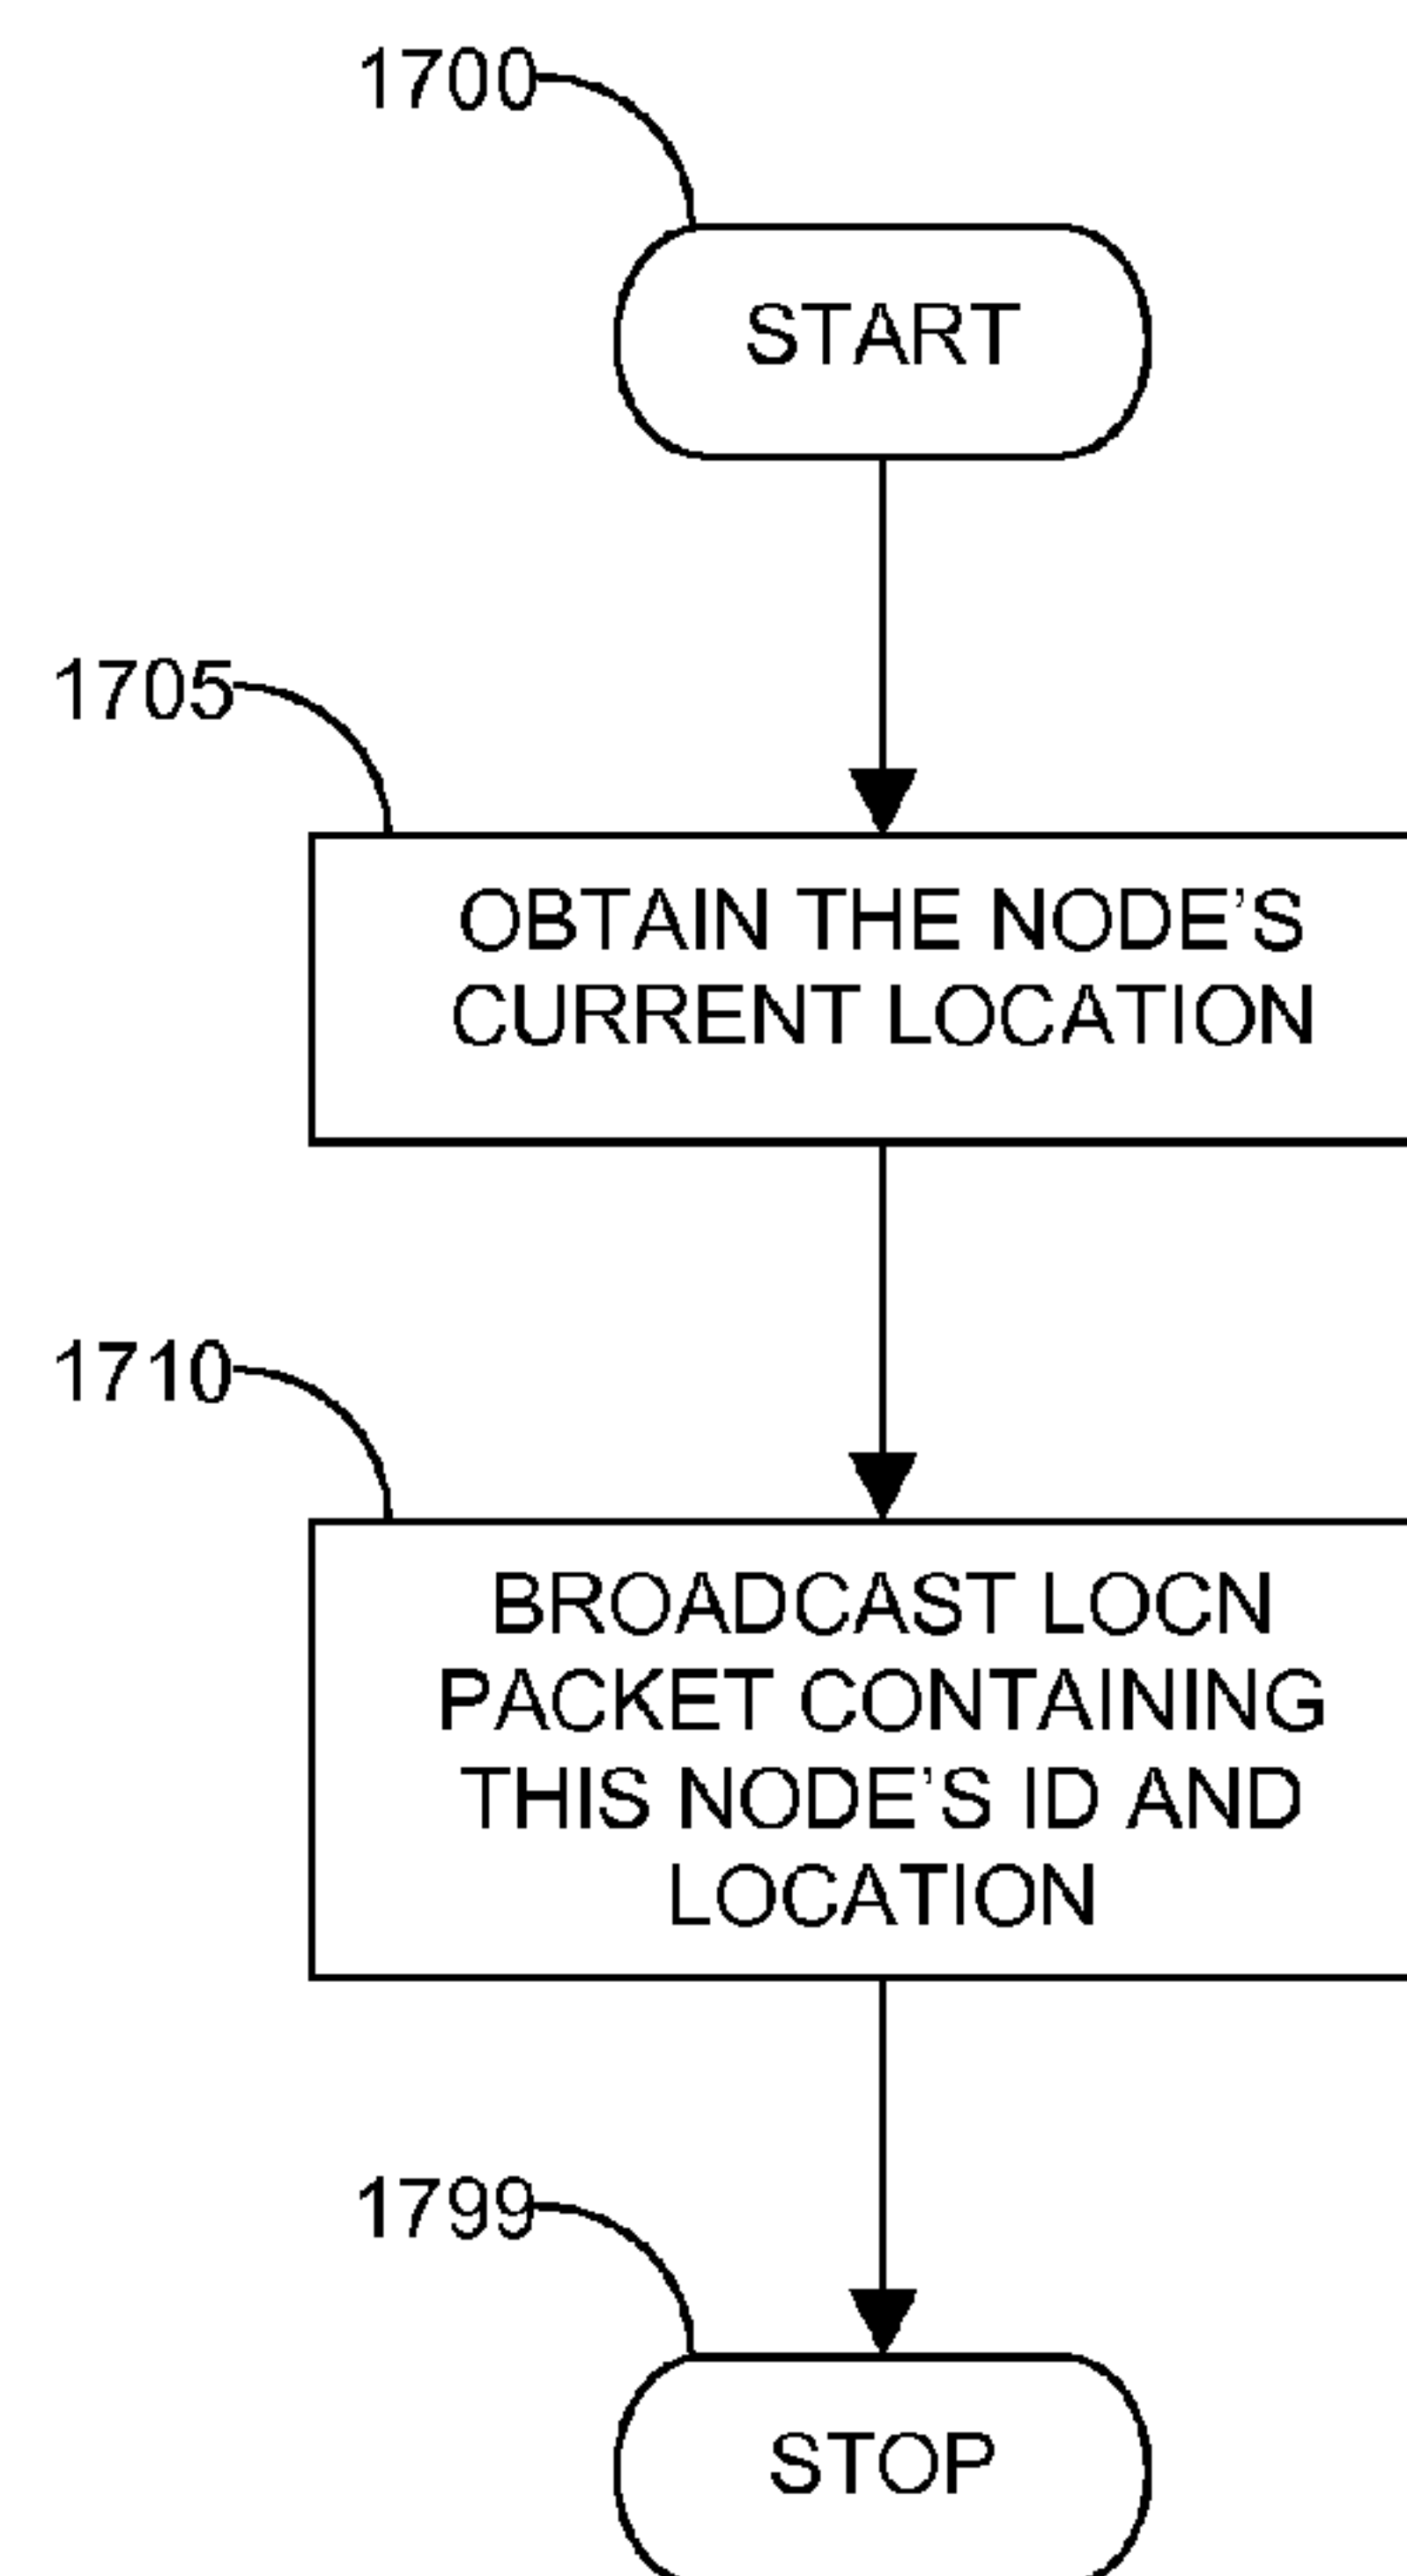 1700
START
1705
OBTAIN THE NODE'S
CURRENT LOCATION
1710
BROADCAST LOCN
PACKET CONTAINING
THIS NODE'S ID AND
LOCATION
1799
STOP